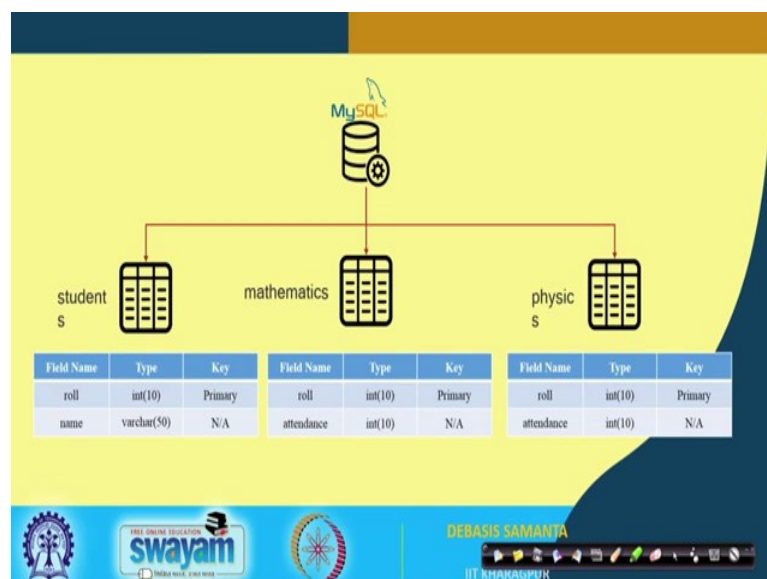 MySQL
student
s
mathematics
physic
s
Field Name Type Key
roll int(10) Primary
name varchar(50) N/A
Field Name Type Key
roll int(10) Primary
attendance int(10) N/A
Field Name Type Key
roll int(10) Primary
attendance int(10) N/A
FREE ONLINE EDUCATION
swayam
DEBASIS SAMANTA
IIT KHARAGPUR